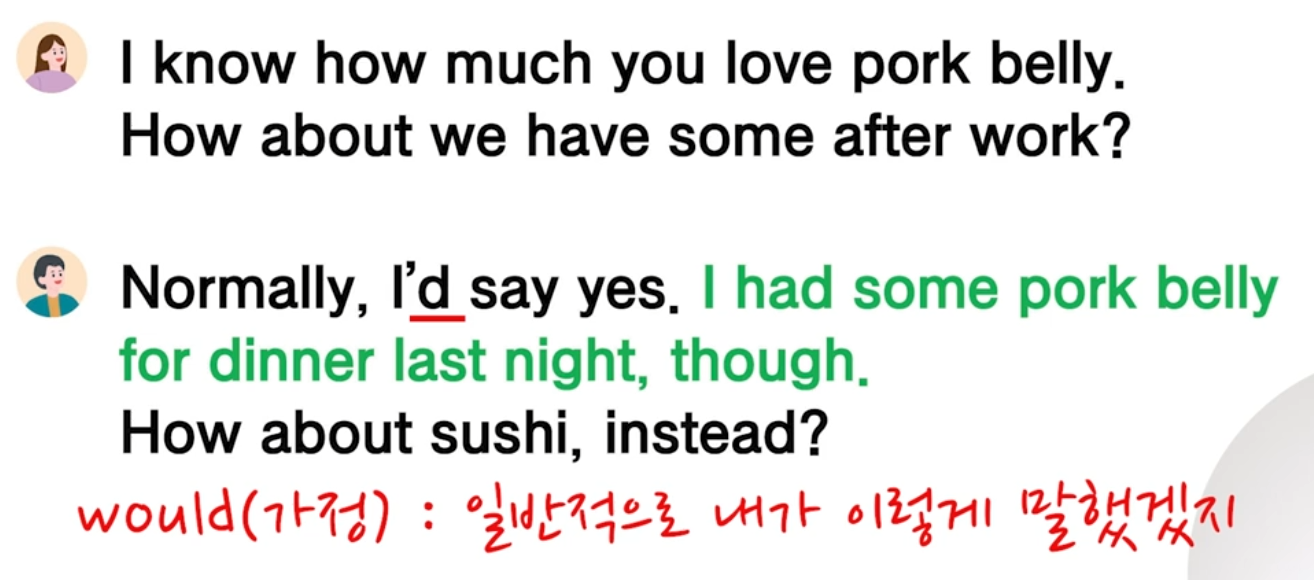 I know how much you love pork belly.
How about we have some after work?
Normally, I'd say yes. I had some pork belly
for dinner last night, though.
How about sushi, instead?
would(가정) : 일반적으로 내가 이렇게 말했겠지